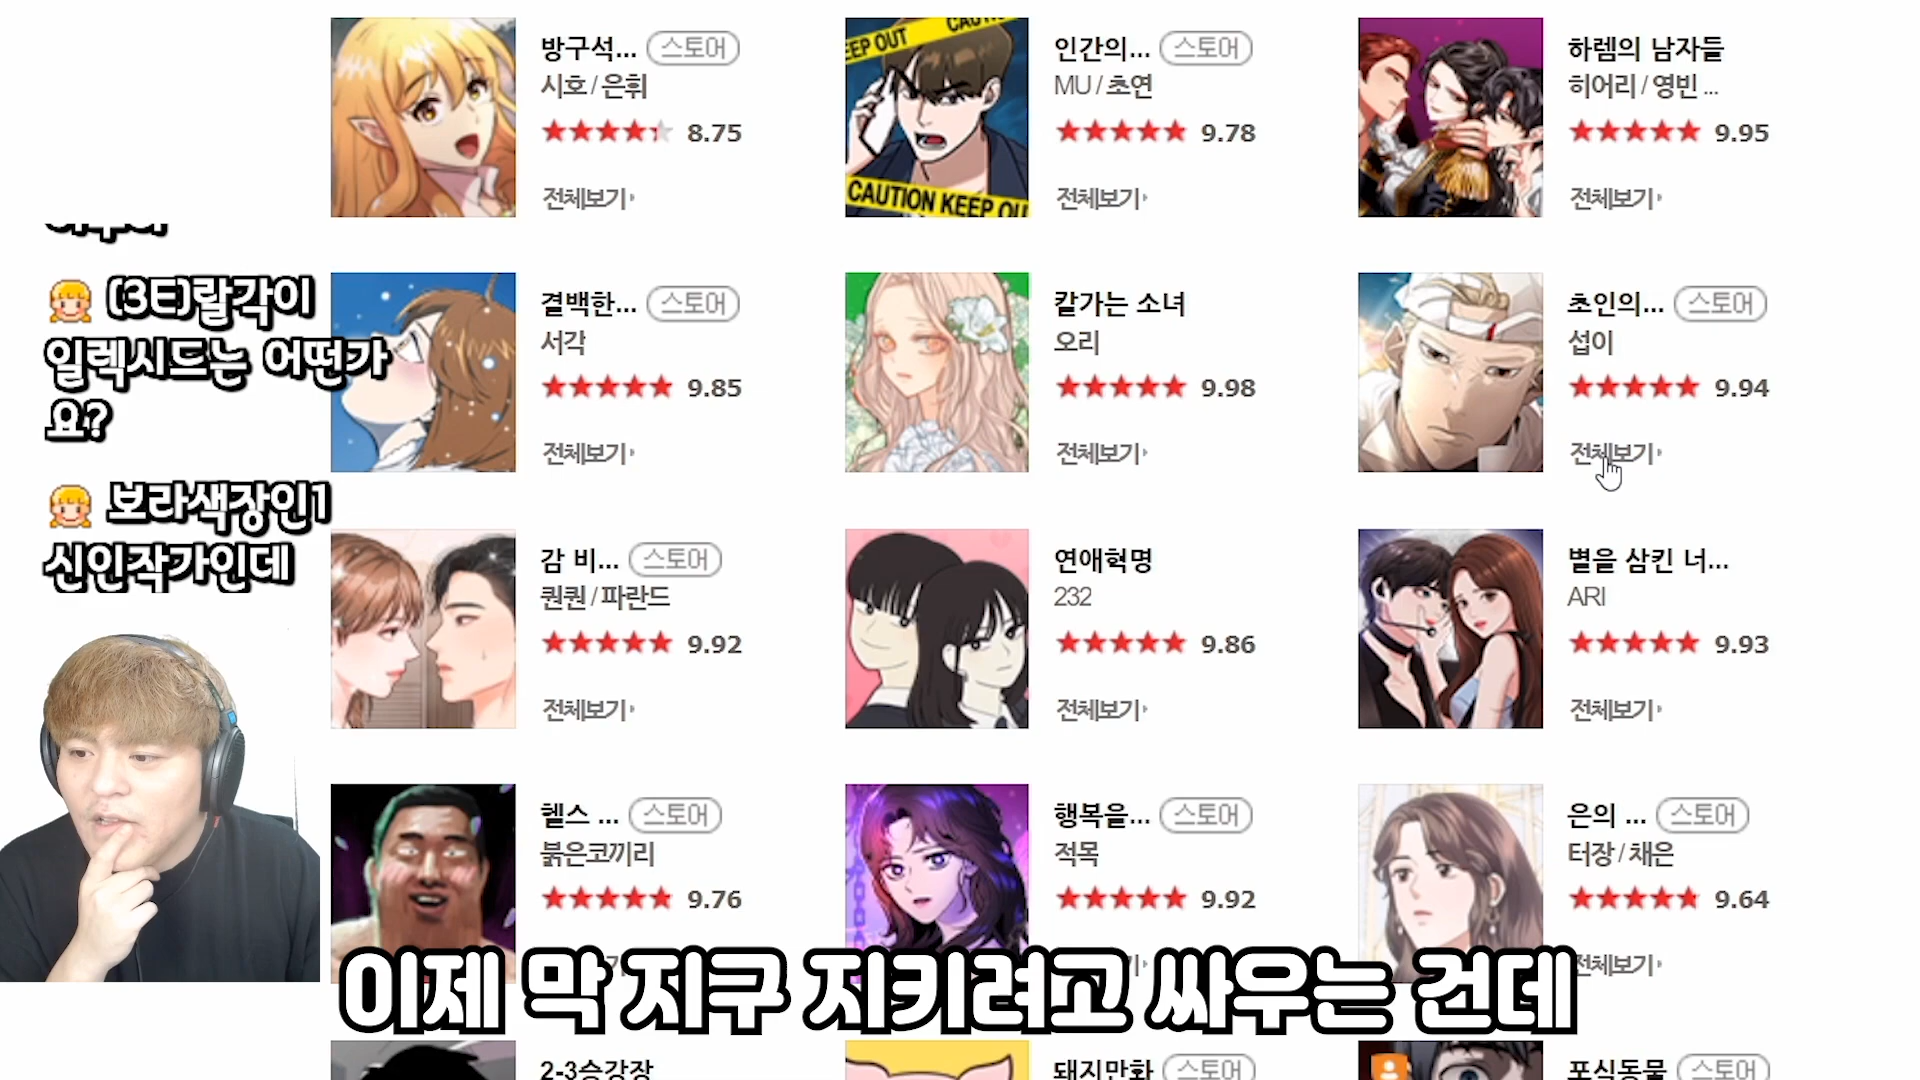 방구석... 스토어
시호 / 은휘
8.75
전체보기
KEEP OUT CAUTION
CAUTION KEEP OU
인간의... 스토어
MU / 초연
9.78
전체보기
하렘의 남자들
히어리 / 영빈 ...
9.95
전체보기
(3E)랄각이
일렉시드는 어떤가
요?
보라색장인1
신인작가인데
결백한... 스토어
서각
9.85
전체보기
칼가는 소녀
오리
9.98
전체보기
초인의... 스토어
섭이
9.94
전체보기
감 비... 스토어
퀀퀀 / 파란드
9.92
전체보기
연애혁명
232
9.86
전체보기
별을 삼킨 너...
ARI
9.93
전체보기
헬스 ... 스토어
붉은코끼리
9.76
행복을... 스토어
적목
9.92
은의 ... 스토어
터장 / 채은
9.64
전체보기
이제 막 지구 지키려고 싸우는 건데
2-3승강장
돼지만화 스토어
포식동물 스토어